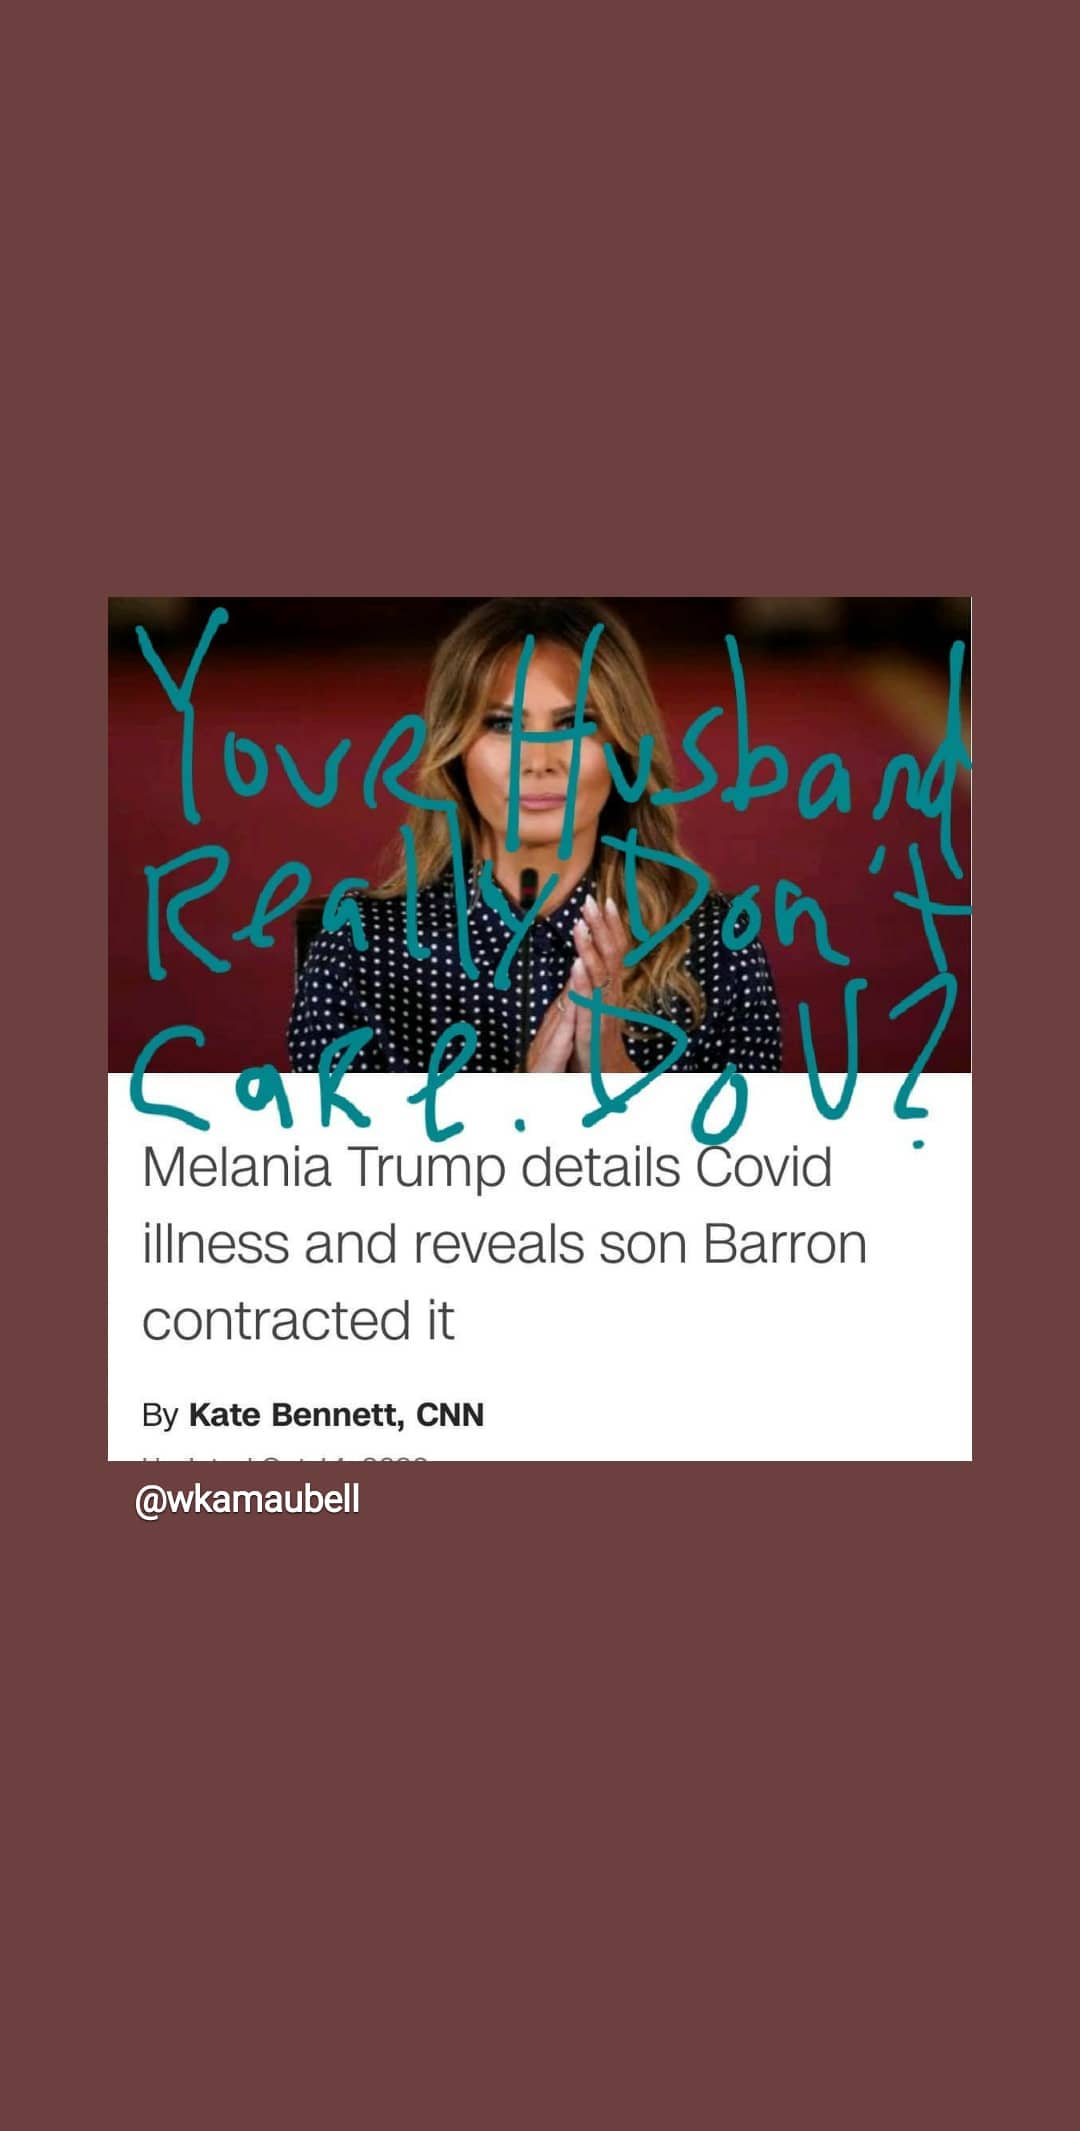 Your Husband
Really Don't
Care. Do U?
Melania Trump details Covid
illness and reveals son Barron
contracted it
By Kate Bennett, CNN
@wkamaubell